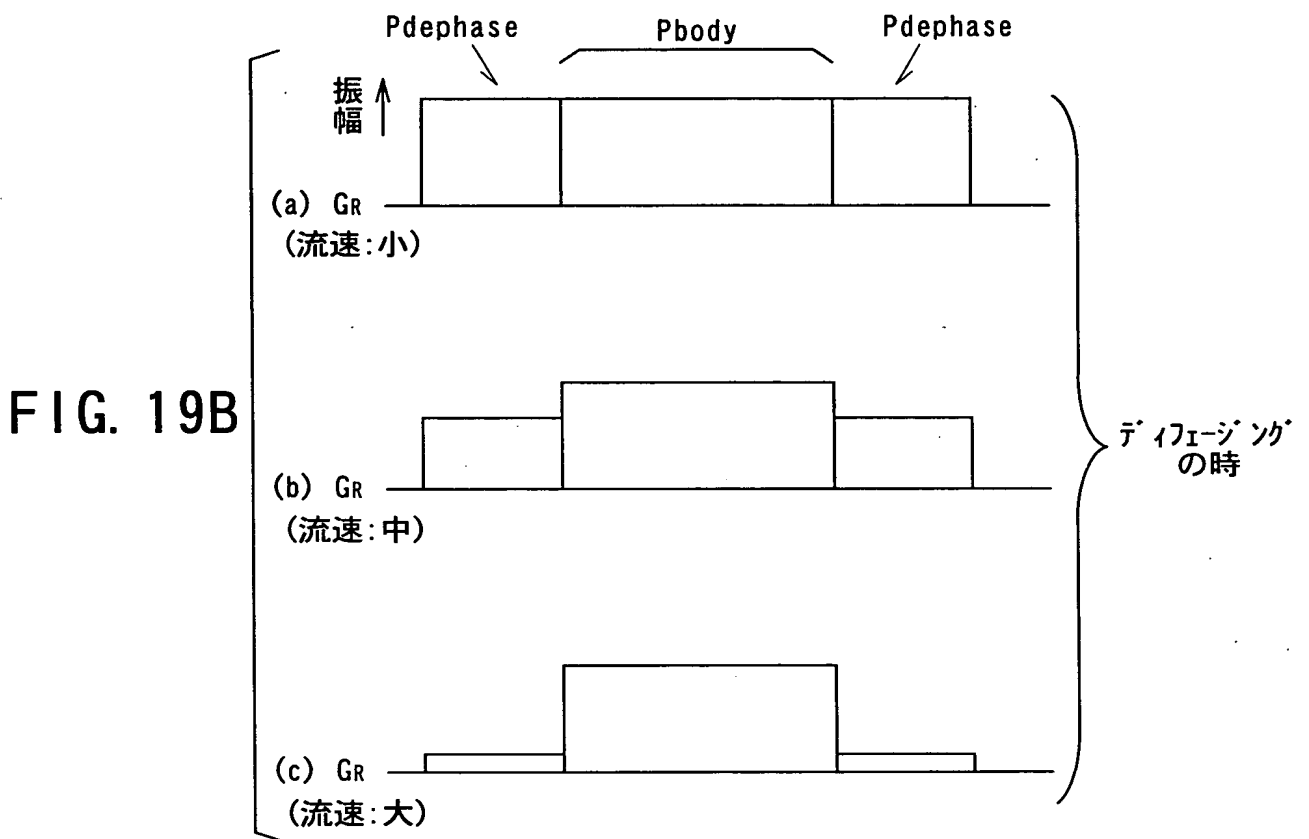 Pdephase Pbody Pdephase
振幅
(a) GR
(流速:小)
FIG. 19B
(b) GR
(流速:中)
ディフェージング
の時
(c) GR
(流速:大)